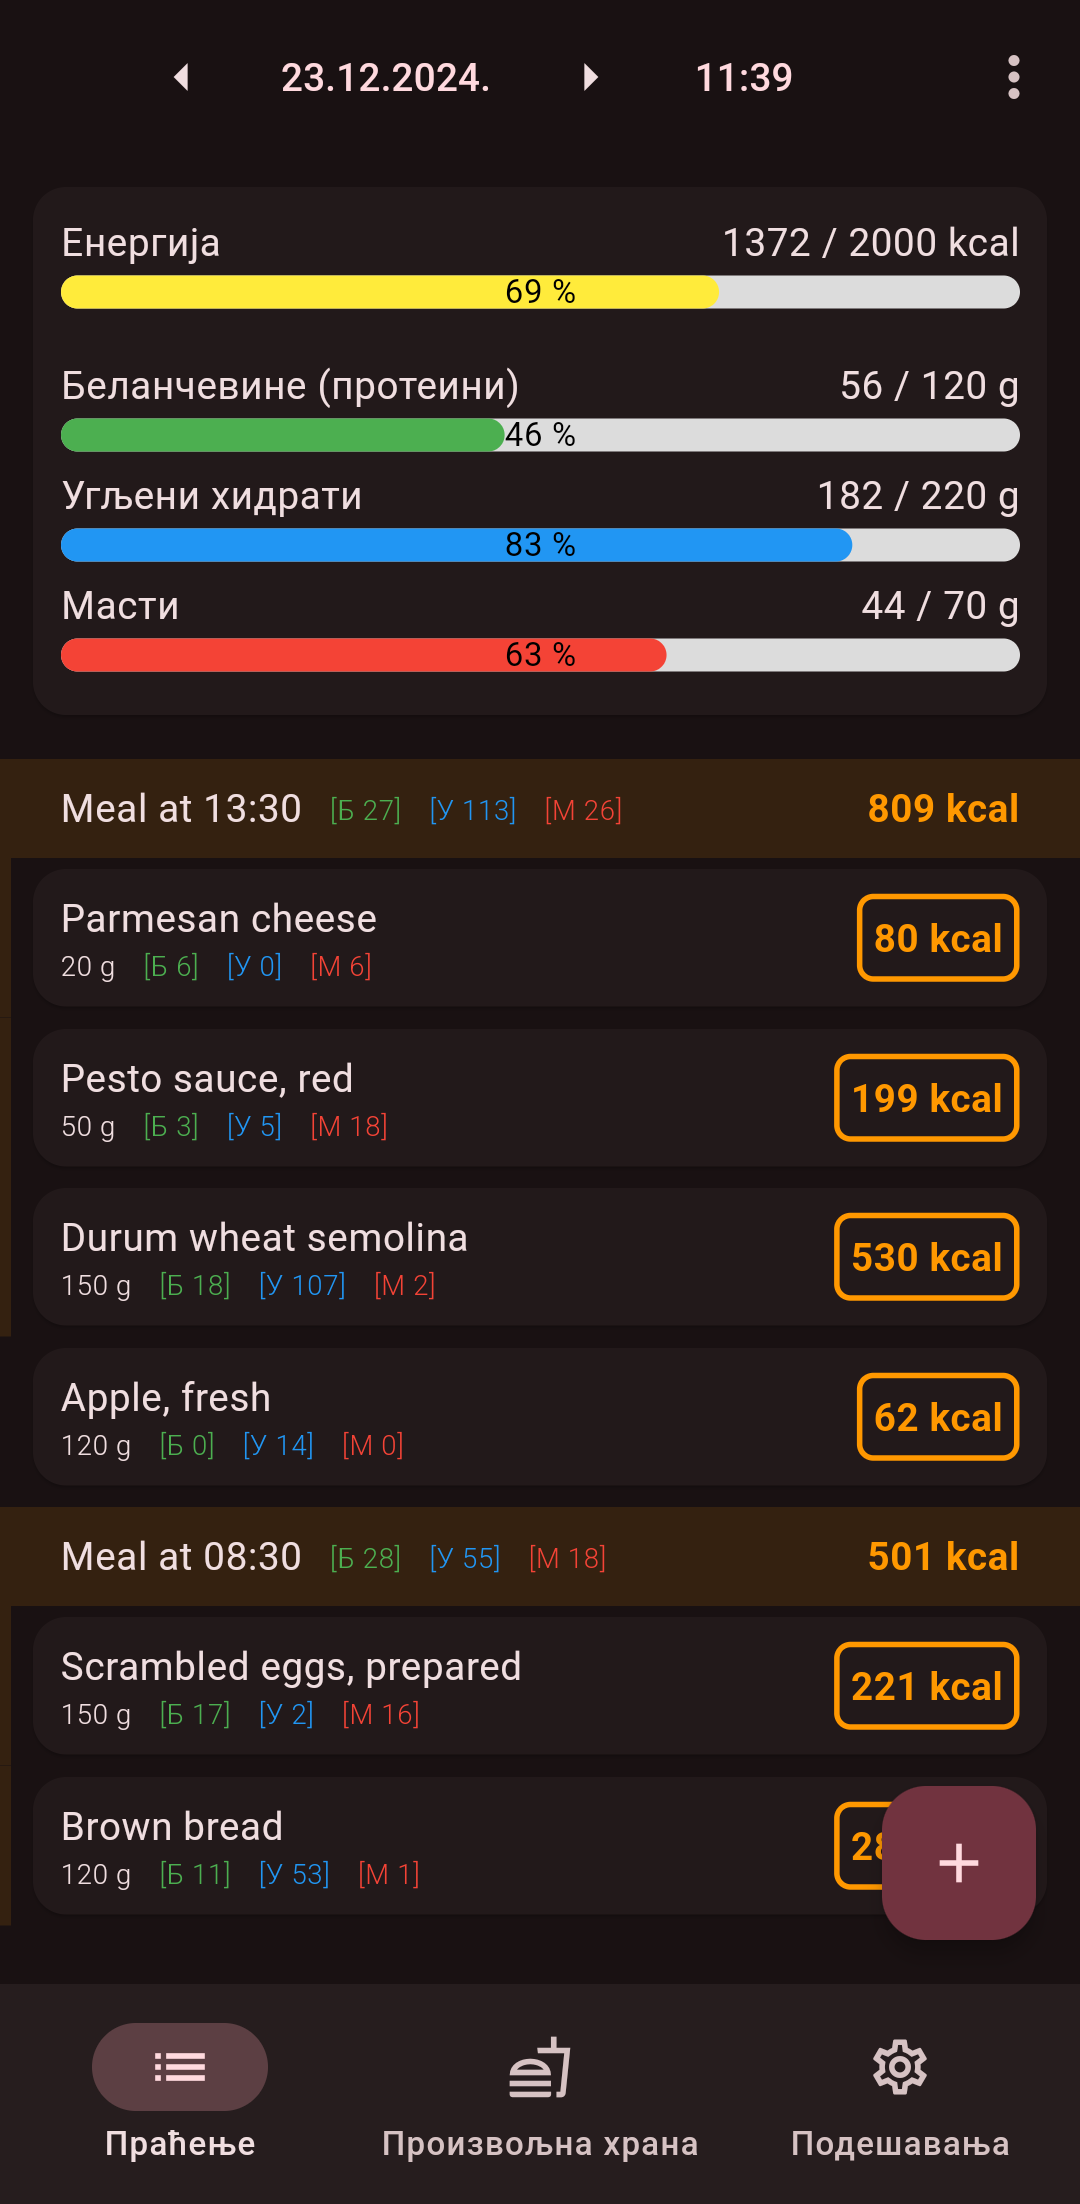 23.12.2024. 11:39
Енергија 1372 / 2000 kcal
69 %
Беланчевине (протеини) 56 / 120 g
46 %
Угљени хидрати 182 / 220 g
83 %
Масти 44 / 70 g
63 %
Meal at 13:30 [Б 27] [У 113] [М 26] 809 kcal
Parmesan cheese
80 kcal
20 g [Б 6] [У 0] [М 6]
Pesto sauce, red
199 kcal
50 g [Б 3] [У 5] [М 18]
Durum wheat semolina
530 kcal
150 g [Б 18] [У 107] [М 2]
Apple, fresh
62 kcal
120 g [Б 0] [У 14] [М 0]
Meal at 08:30 [Б 28] [У 55] [М 18] 501 kcal
Scrambled eggs, prepared
221 kcal
150 g [Б 17] [У 2] [М 16]
Brown bread
120 g [Б 11] [У 53] [М 1]
Праћење Произвољна храна Подешавања